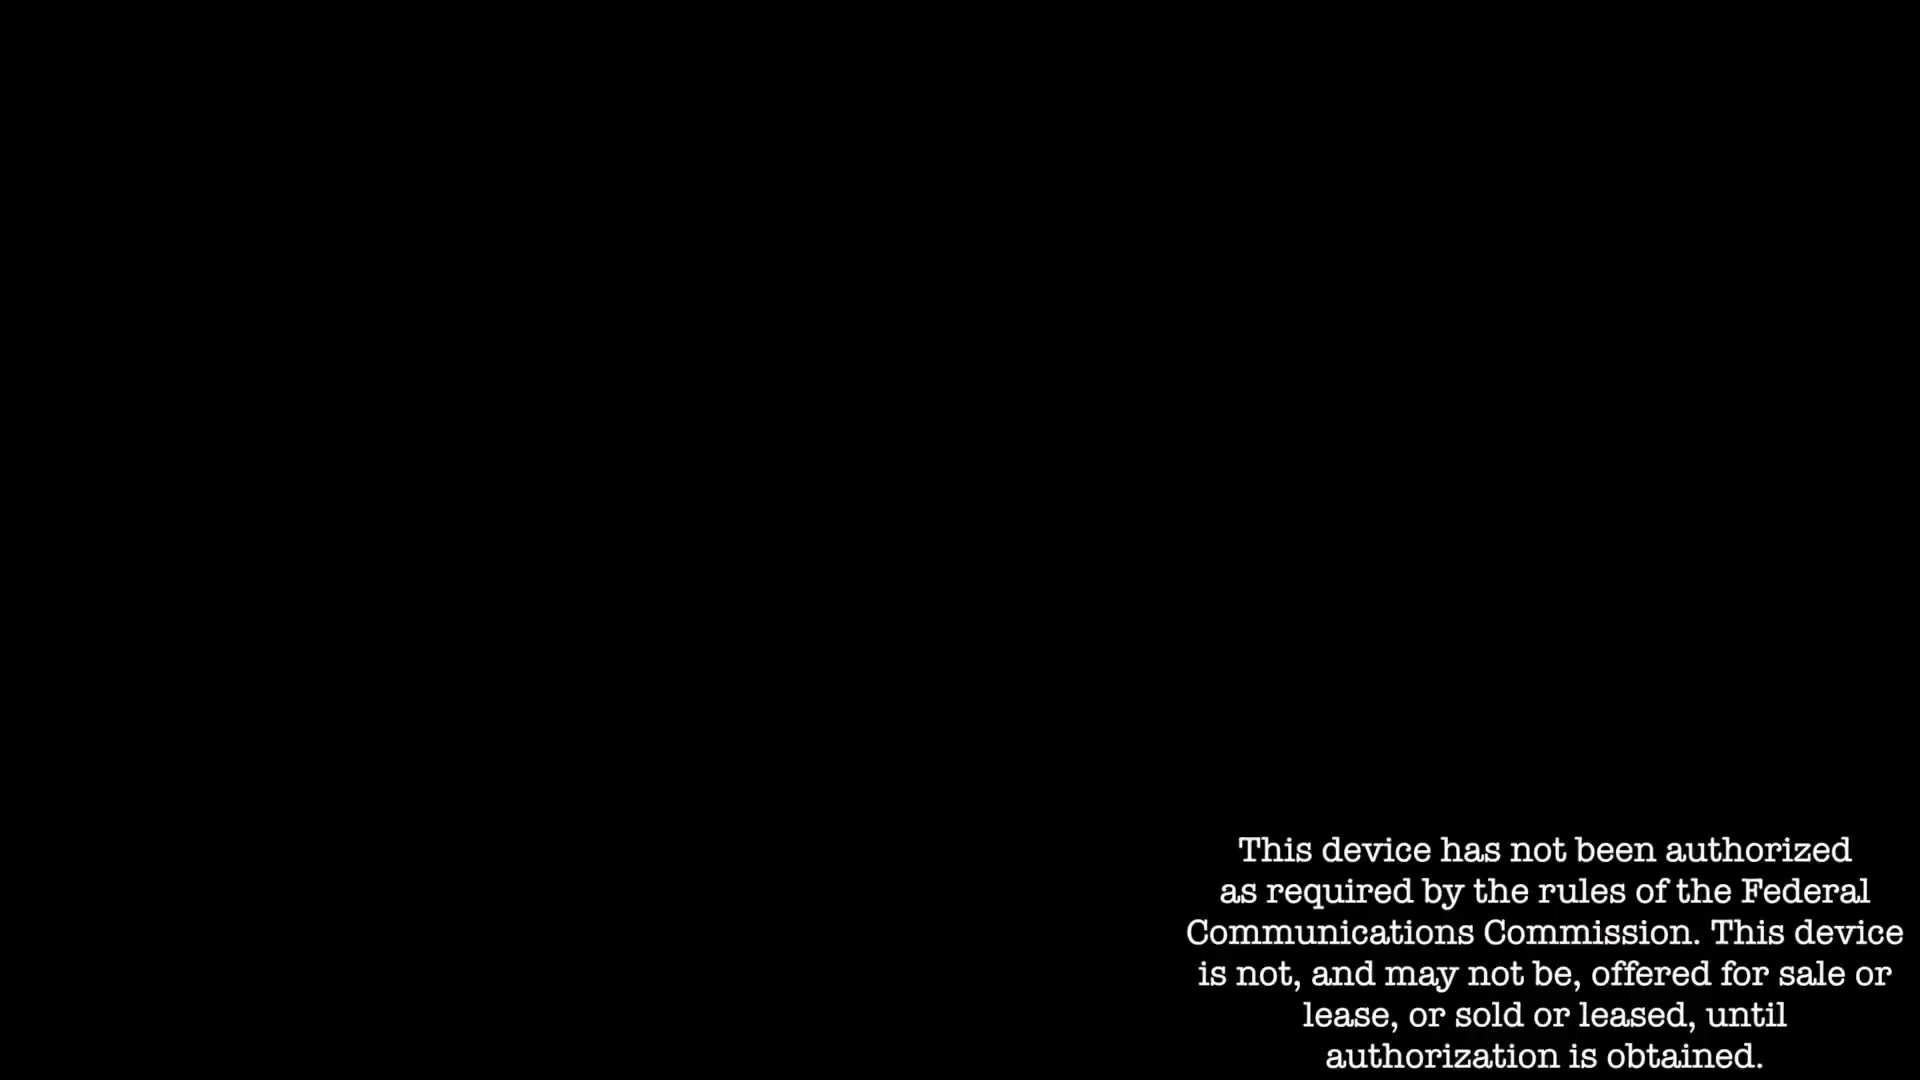 This device has not been authorized
as required by the rules of the Federal
Communications Commission. This device
is not, and may not be, offered for sale or
lease, or sold or leased, until
authorization is obtained.